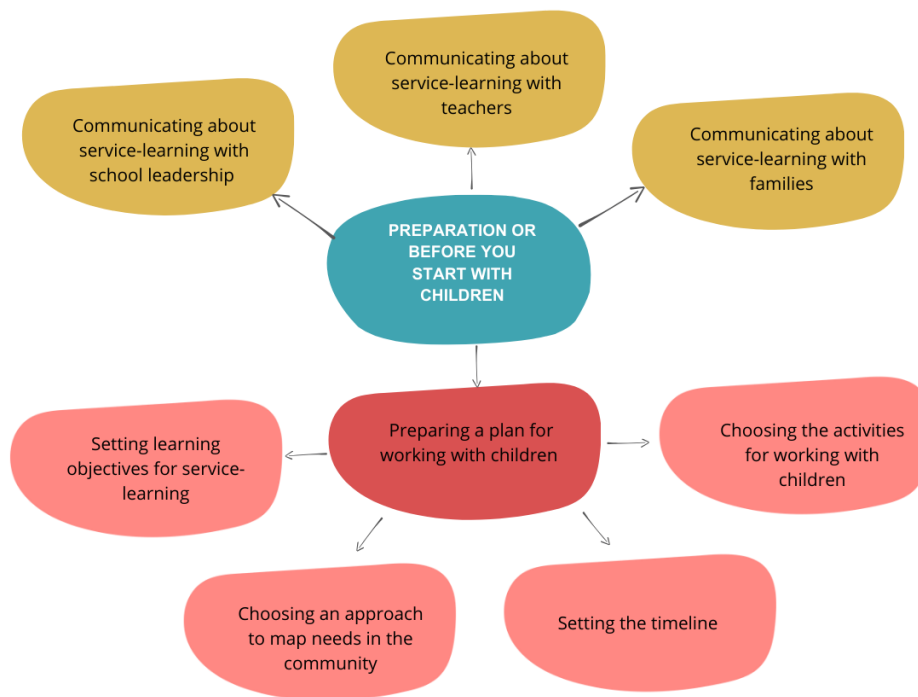 Communicating about
service-learning with
teachers
Communicating about
service-learning with
school leadership
Communicating about
service-learning with
families
PREPARATION OR
BEFORE YOU
START WITH
CHILDREN
Preparing a plan for
working with children
Setting learning
objectives for service-
learning
Choosing the activities
for working with
children
Choosing an approach
to map needs in the
community
Setting the timeline